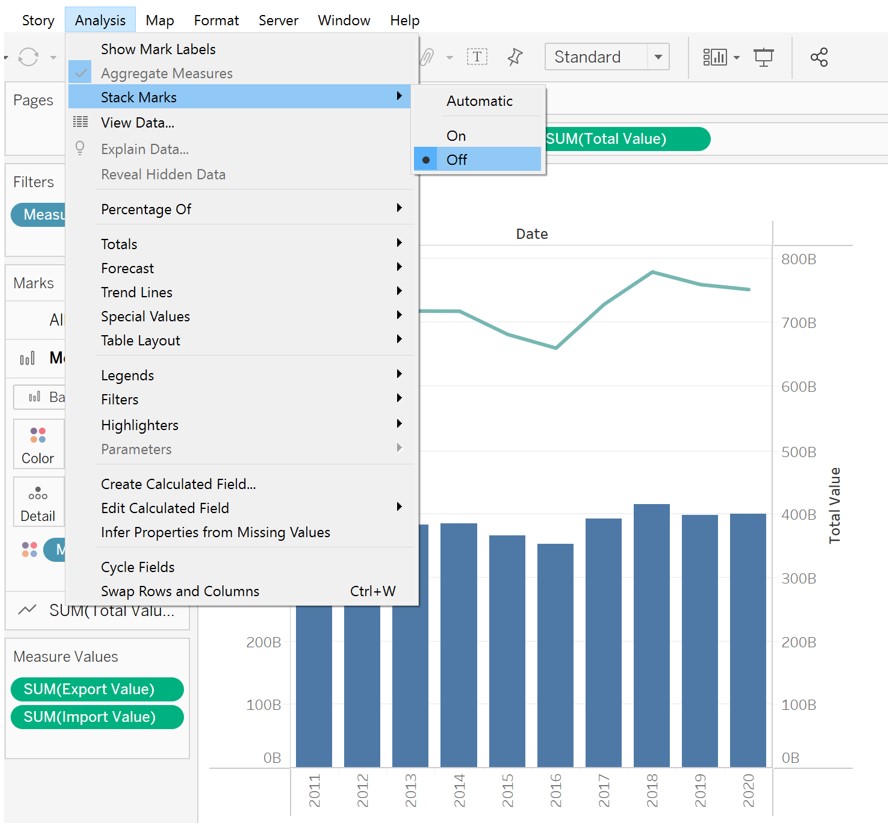 Story Analysis Map Format Server Window Help
Show Mark Labels
Aggregate Measures
Stack Marks
View Data...
Explain Data...
Reveal Hidden Data
Percentage Of
Totals
Forecast
Trend Lines
Special Values
Table Layout
Legends
Filters
Highlighters
Parameters
Create Calculated Field...
Edit Calculated Field
Infer Properties from Missing Values
Cycle Fields
Swap Rows and Columns Ctrl+W
Automatic
On
Off
T Standard
SUM(Total Value)
Pages
Filters
Measu
Marks
Al
Me
Ba
Color
Detail
M
SUM(Total Valu...
Measure Values
SUM(Export Value)
SUM(Import Value)
Date
200B
100B
0B
800B
700B
600B
500B
400B
300B
200B
100B
0B
Total Value
2011 2012 2013 2014 2015 2016 2017 2018 2019 2020